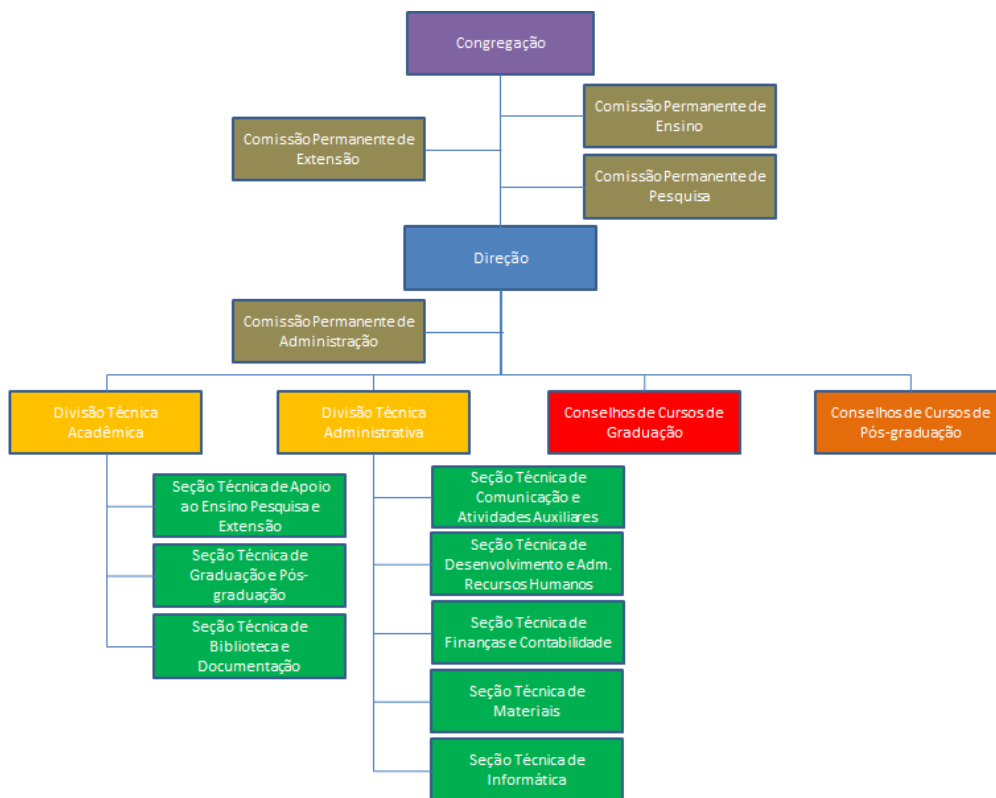 Congregação
Comissão Permanente de
Ensino
Comissão Permanente de
Extensão
Comissão Permanente de
Pesquisa
Direção
Comissão Permanente de
Administração
Divisão Técnica
Acadêmica
Divisão Técnica
Administrativa
Conselhos de Cursos de
Graduação
Conselhos de Cursos de
Pós-graduação
Seção Técnica de Apoio
ao Ensino Pesquisa e
Extensão
Seção Técnica de
Graduação e Pós-
graduação
Seção Técnica de
Biblioteca e
Documentação
Seção Técnica de
Comunicação e
Atividades Auxiliares
Seção Técnica de
Desenvolvimento e Adm.
Recursos Humanos
Seção Técnica de
Finanças e Contabilidade
Seção Técnica de
Materiais
Seção Técnica de
Informática